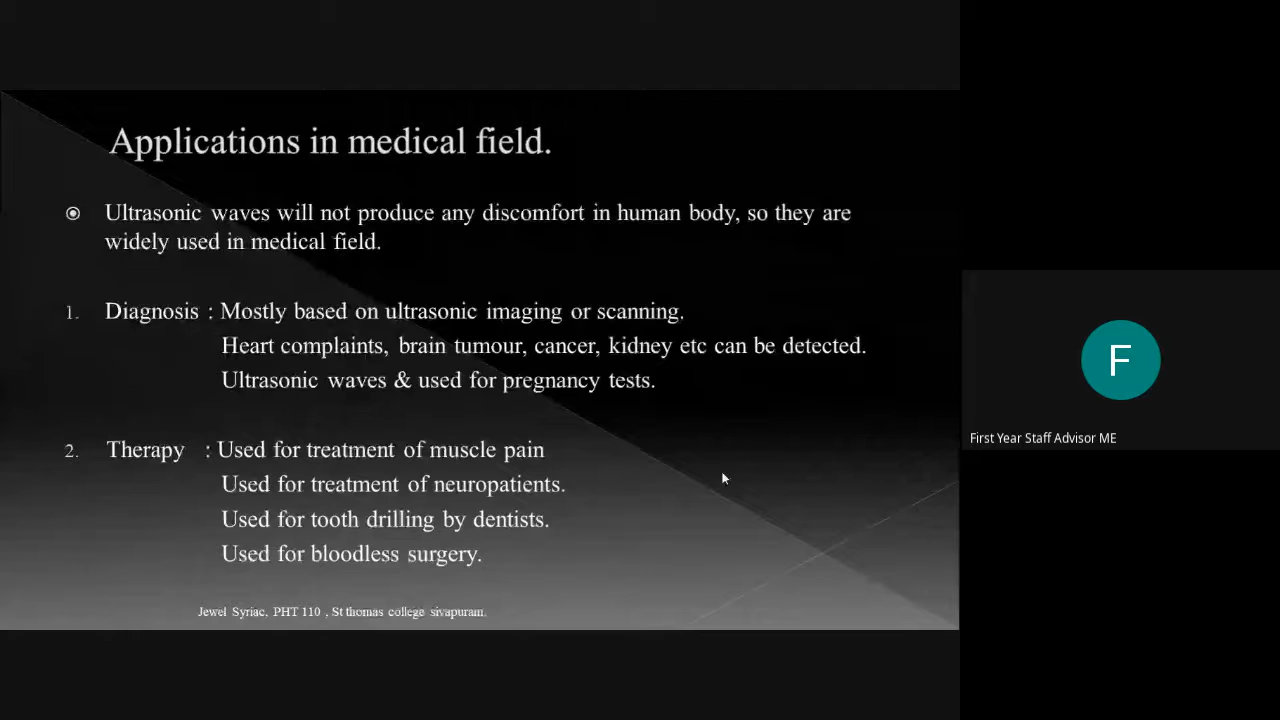 Applications in medical field.
Ultrasonic waves will not produce any discomfort in human body, so they are
widely used in medical field.
1. Diagnosis : Mostly based on ultrasonic imaging or scanning.
Heart complaints, brain tumour, cancer, kidney etc can be detected.
Ultrasonic waves & used for pregnancy tests.
2. Therapy : Used for treatment of muscle pain
Used for treatment of neuropatients.
Used for tooth drilling by dentists.
Used for bloodless surgery.
Jewel Syriac, PHT 110 , St thomas college sivapuram.
F
First Year Staff Advisor ME